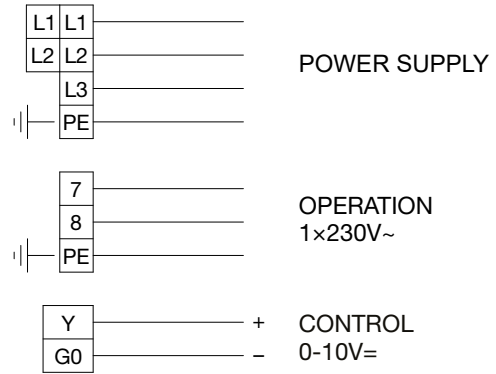 L1 L1
L2 L2
L3
PE
POWER SUPPLY
7
8
PE
OPERATION
1×230V~
Y + CONTROL
G0 − 0-10V=